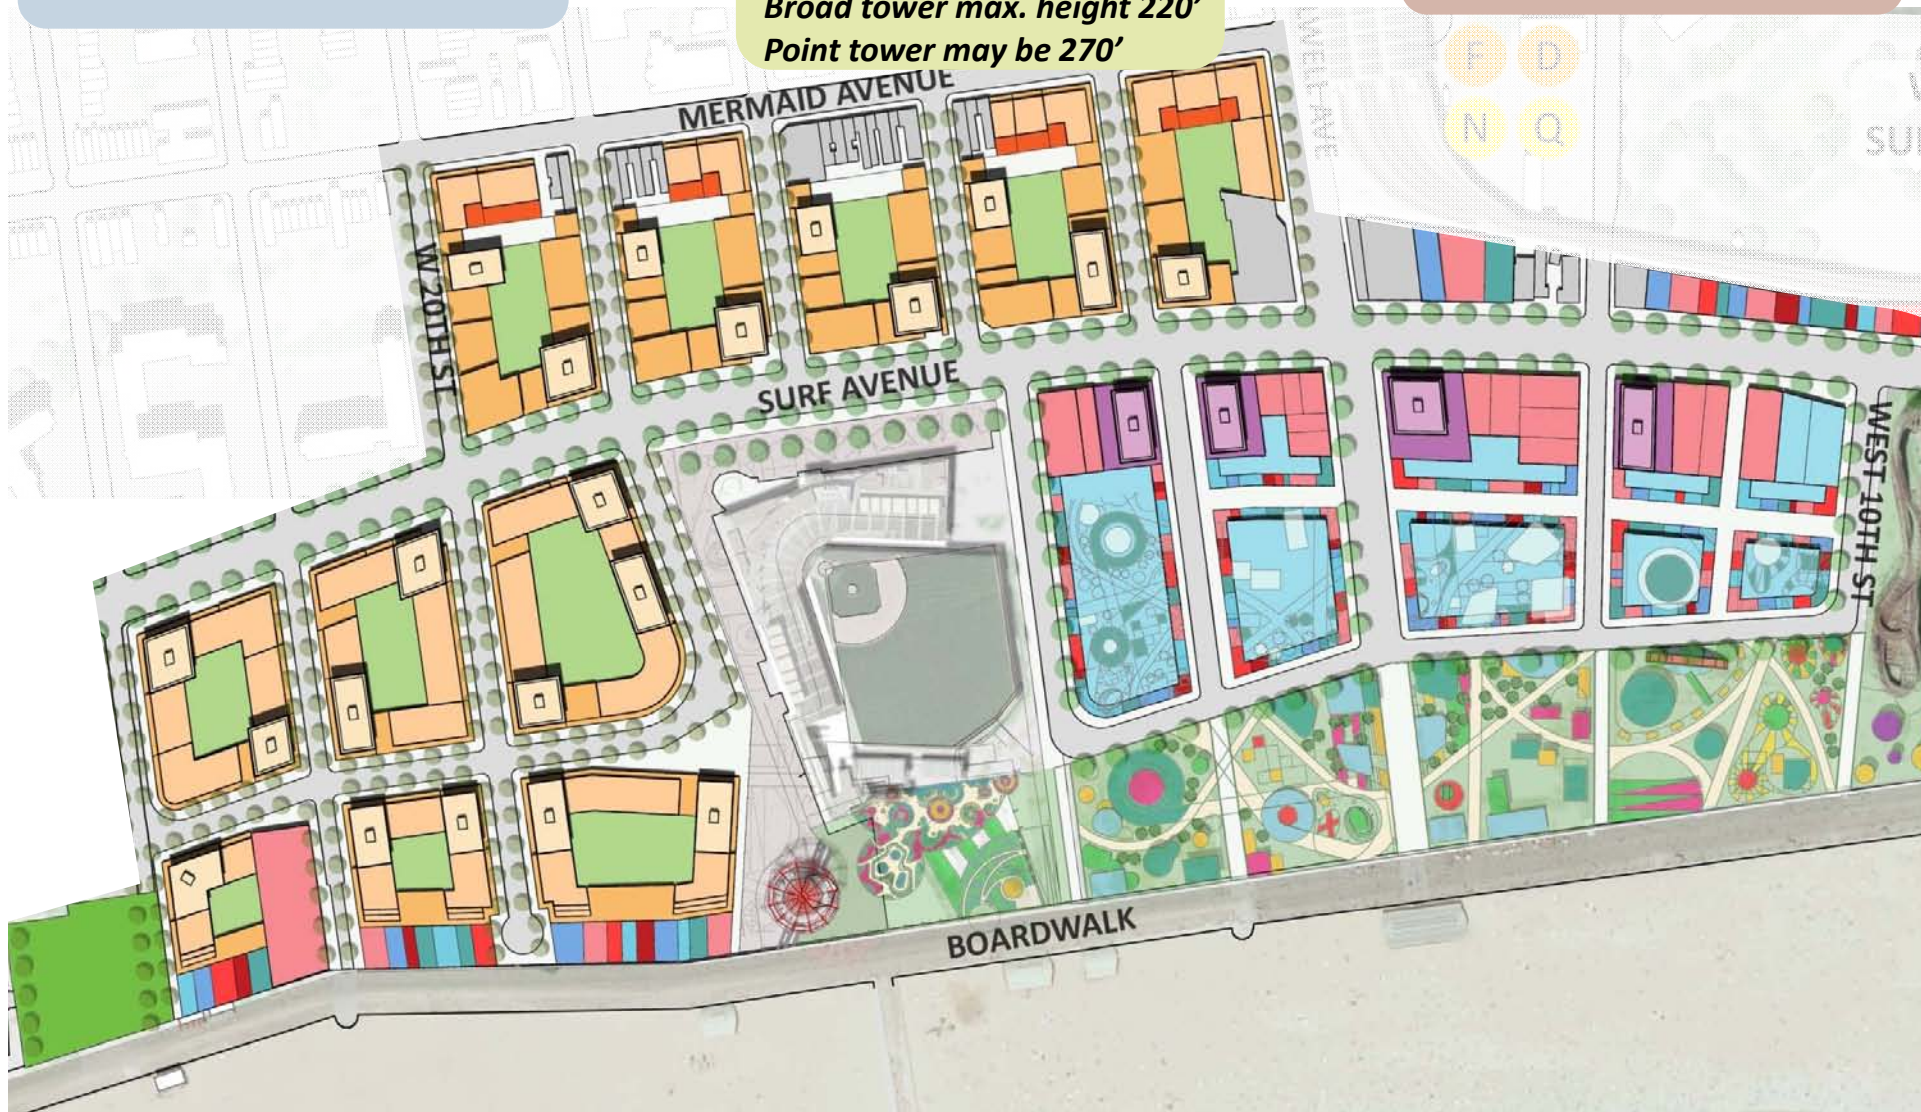 Broad tower max. height 220’
Point tower may be 270’
F D
N Q
MERMAID AVENUE
W 20TH ST
SURF AVENUE
WEST 10TH ST
BOARDWALK